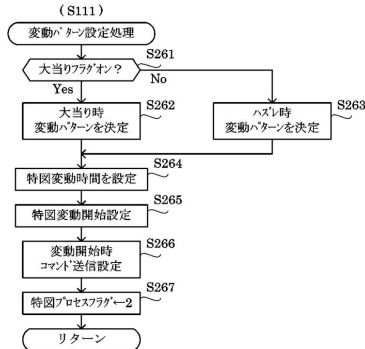 (S111)
変動パターン設定処理
S261
大当りフラグオン?
No
Yes
S262
大当り時
変動パターンを決定
S263
ハズレ時
変動パターンを決定
S264
特図変動時間を設定
S265
特図変動開始設定
S266
変動開始時
コマンド送信設定
S267
特図プロセスフラグ←2
リターン